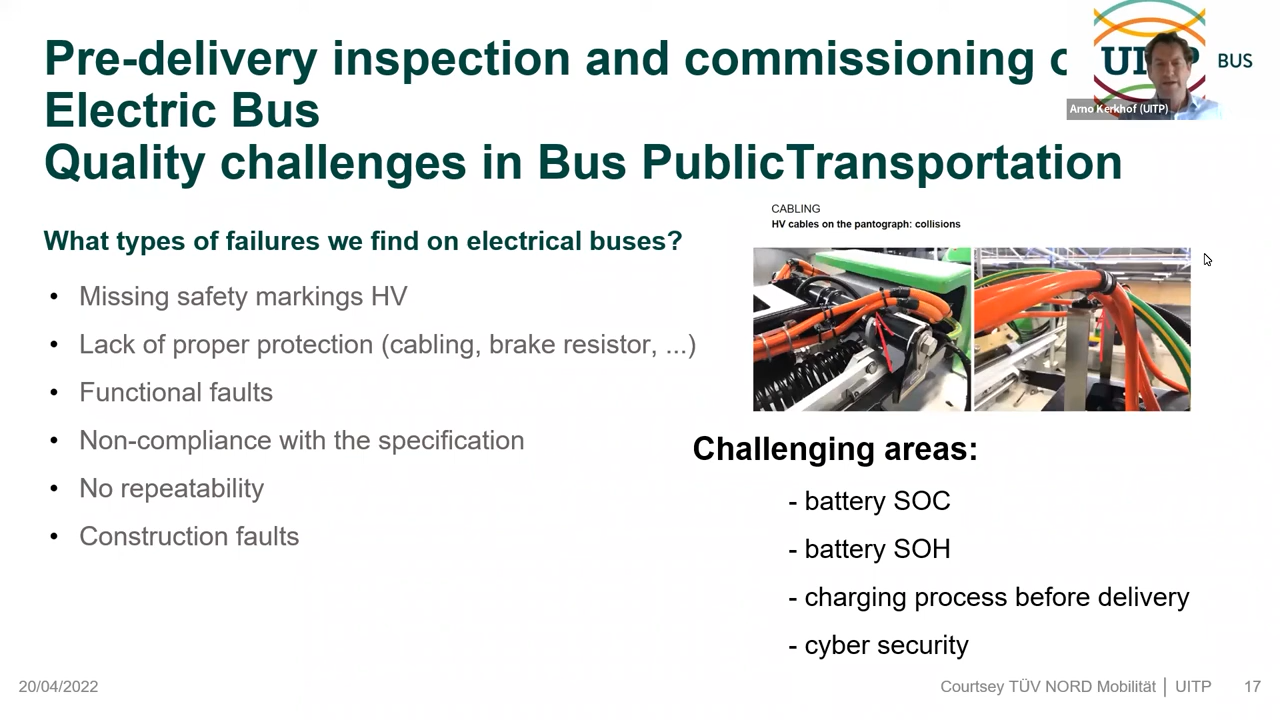 Pre-delivery inspection and commissioning
Electric Bus
Quality challenges in Bus PublicTransportation
BUS
Arno Kerkhof (UITP)
What types of failures we find on electrical buses?
• Missing safety markings HV
• Lack of proper protection (cabling, brake resistor, ...)
• Functional faults
• Non-compliance with the specification
• No repeatability
• Construction faults
CABLING
HV cables on the pantograph: collisions
Challenging areas:
- battery SOC
- battery SOH
- charging process before delivery
- cyber security
20/04/2022
Courtsey TÜV NORD Mobilität | UITP 17